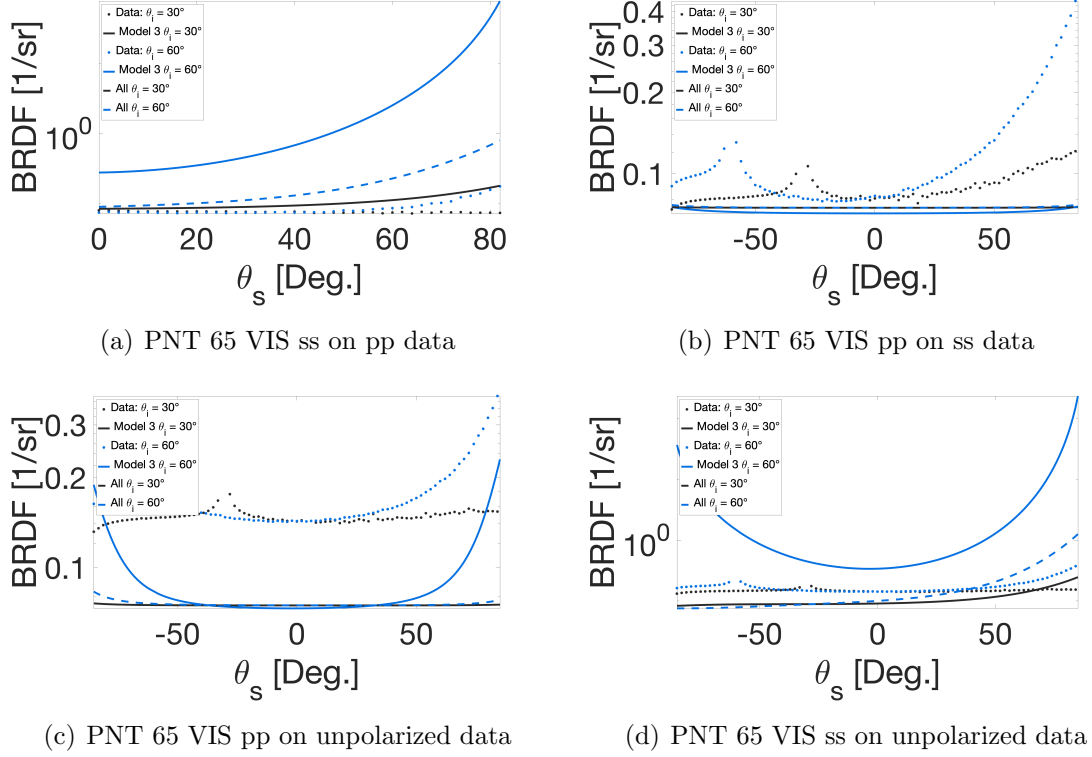 BRDF [1/sr]
Data: θi = 30°
Model 3 θi = 30°
Data: θi = 60°
Model 3 θi = 60°
All θi = 30°
All θi = 60°
10⁰
0 20 40 60 80
θs [Deg.]
(a) PNT 65 VIS ss on pp data
BRDF [1/sr]
Data: θi = 30°
Model 3 θi = 30°
Data: θi = 60°
Model 3 θi = 60°
All θi = 30°
All θi = 60°
0.4
0.3
0.2
0.1
-50 0 50
θs [Deg.]
(b) PNT 65 VIS pp on ss data
BRDF [1/sr]
Data: θi = 30°
Model 3 θi = 30°
Data: θi = 60°
Model 3 θi = 60°
All θi = 30°
All θi = 60°
0.3
0.2
0.1
-50 0 50
θs [Deg.]
(c) PNT 65 VIS pp on unpolarized data
BRDF [1/sr]
Data: θi = 30°
Model 3 θi = 30°
Data: θi = 60°
Model 3 θi = 60°
All θi = 30°
All θi = 60°
10⁰
-50 0 50
θs [Deg.]
(d) PNT 65 VIS ss on unpolarized data